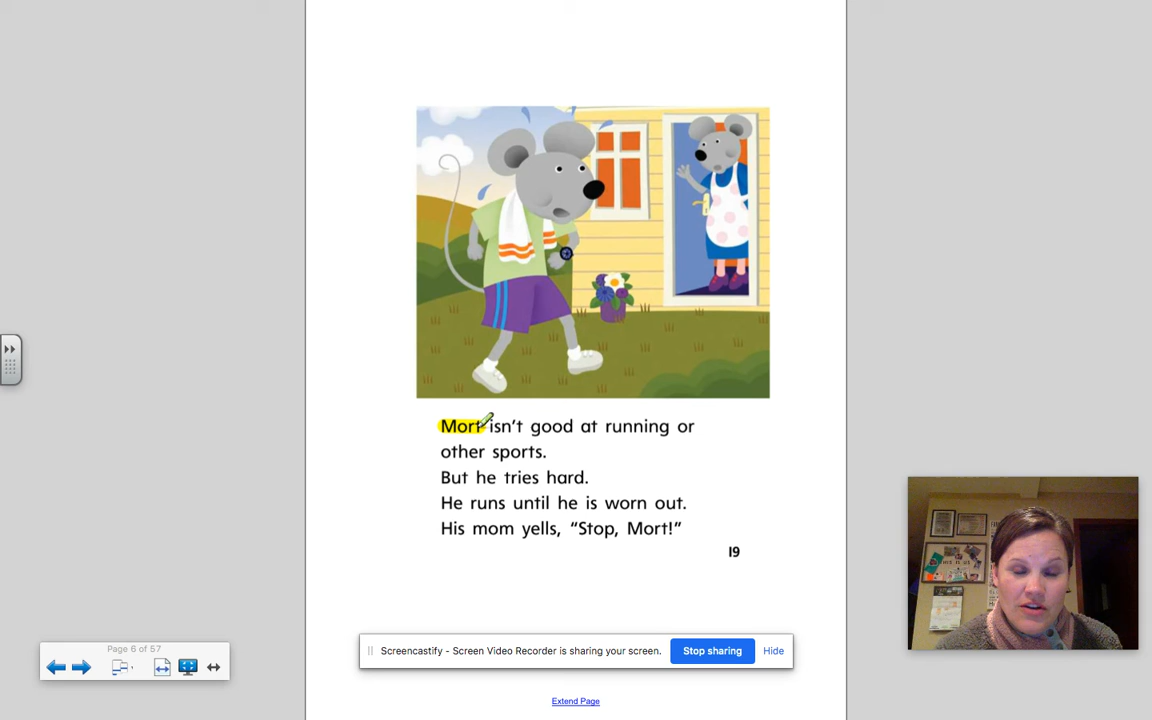 Mort isn't good at running or
other sports.
But he tries hard.
He runs until he is worn out.
His mom yells, “Stop, Mort!”
19
Page 6 of 57
Screencastify - Screen Video Recorder is sharing your screen.
Stop sharing
Hide
Extend Page